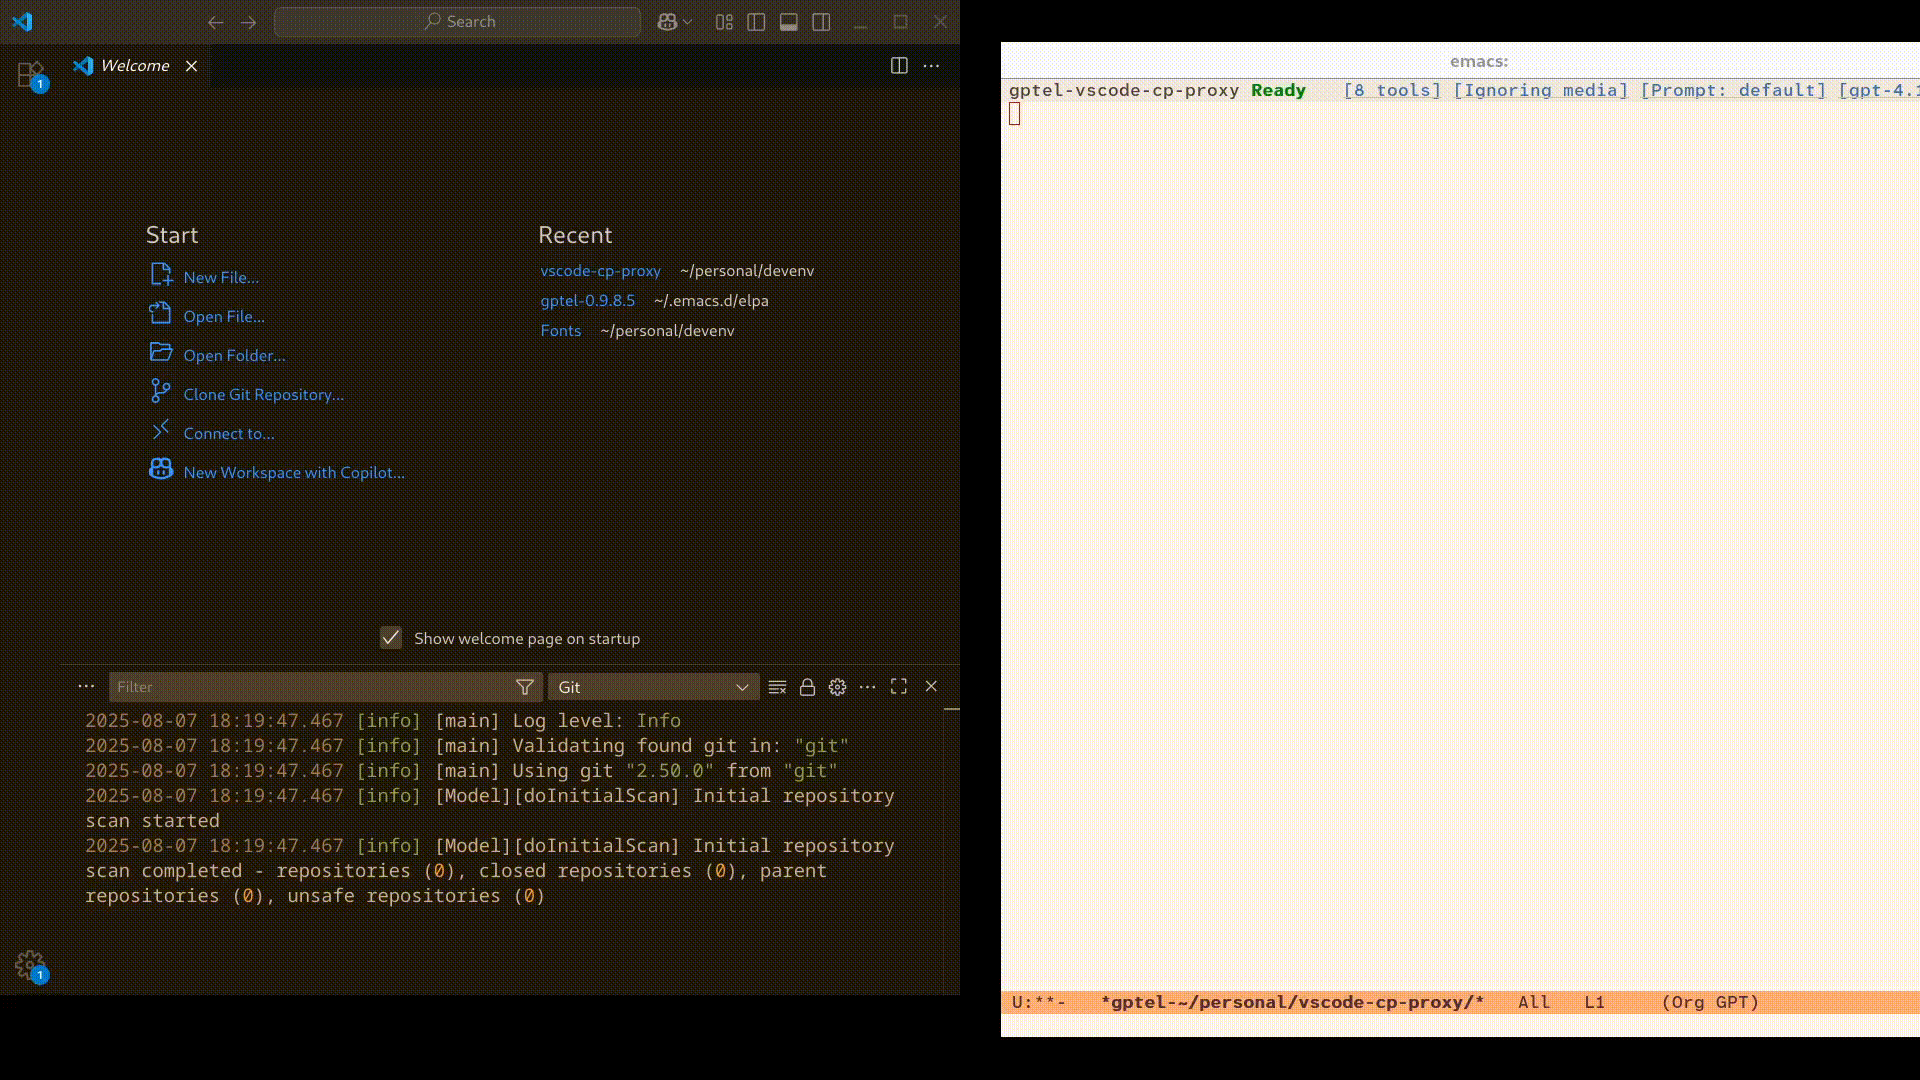 Search
Welcome
1
Start
New File...
Open File...
Open Folder...
Clone Git Repository...
Connect to...
New Workspace with Copilot...
Recent
vscode-cp-proxy ~/personal/devenv
gptel-0.9.8.5 ~/.emacs.d/elpa
Fonts ~/personal/devenv
Show welcome page on startup
Filter
Git
2025-08-07 18:19:47.467 [info] [main] Log level: Info
2025-08-07 18:19:47.467 [info] [main] Validating found git in: "git"
2025-08-07 18:19:47.467 [info] [main] Using git "2.50.0" from "git"
2025-08-07 18:19:47.467 [info] [Model][doInitialScan] Initial repository
scan started
2025-08-07 18:19:47.467 [info] [Model][doInitialScan] Initial repository
scan completed - repositories (0), closed repositories (0), parent
repositories (0), unsafe repositories (0)
1
emacs:
gptel-vscode-cp-proxy Ready [8 tools] [Ignoring media] [Prompt: default] [gpt-4.1
U:**- *gptel-~/personal/vscode-cp-proxy/* All L1 (Org GPT)